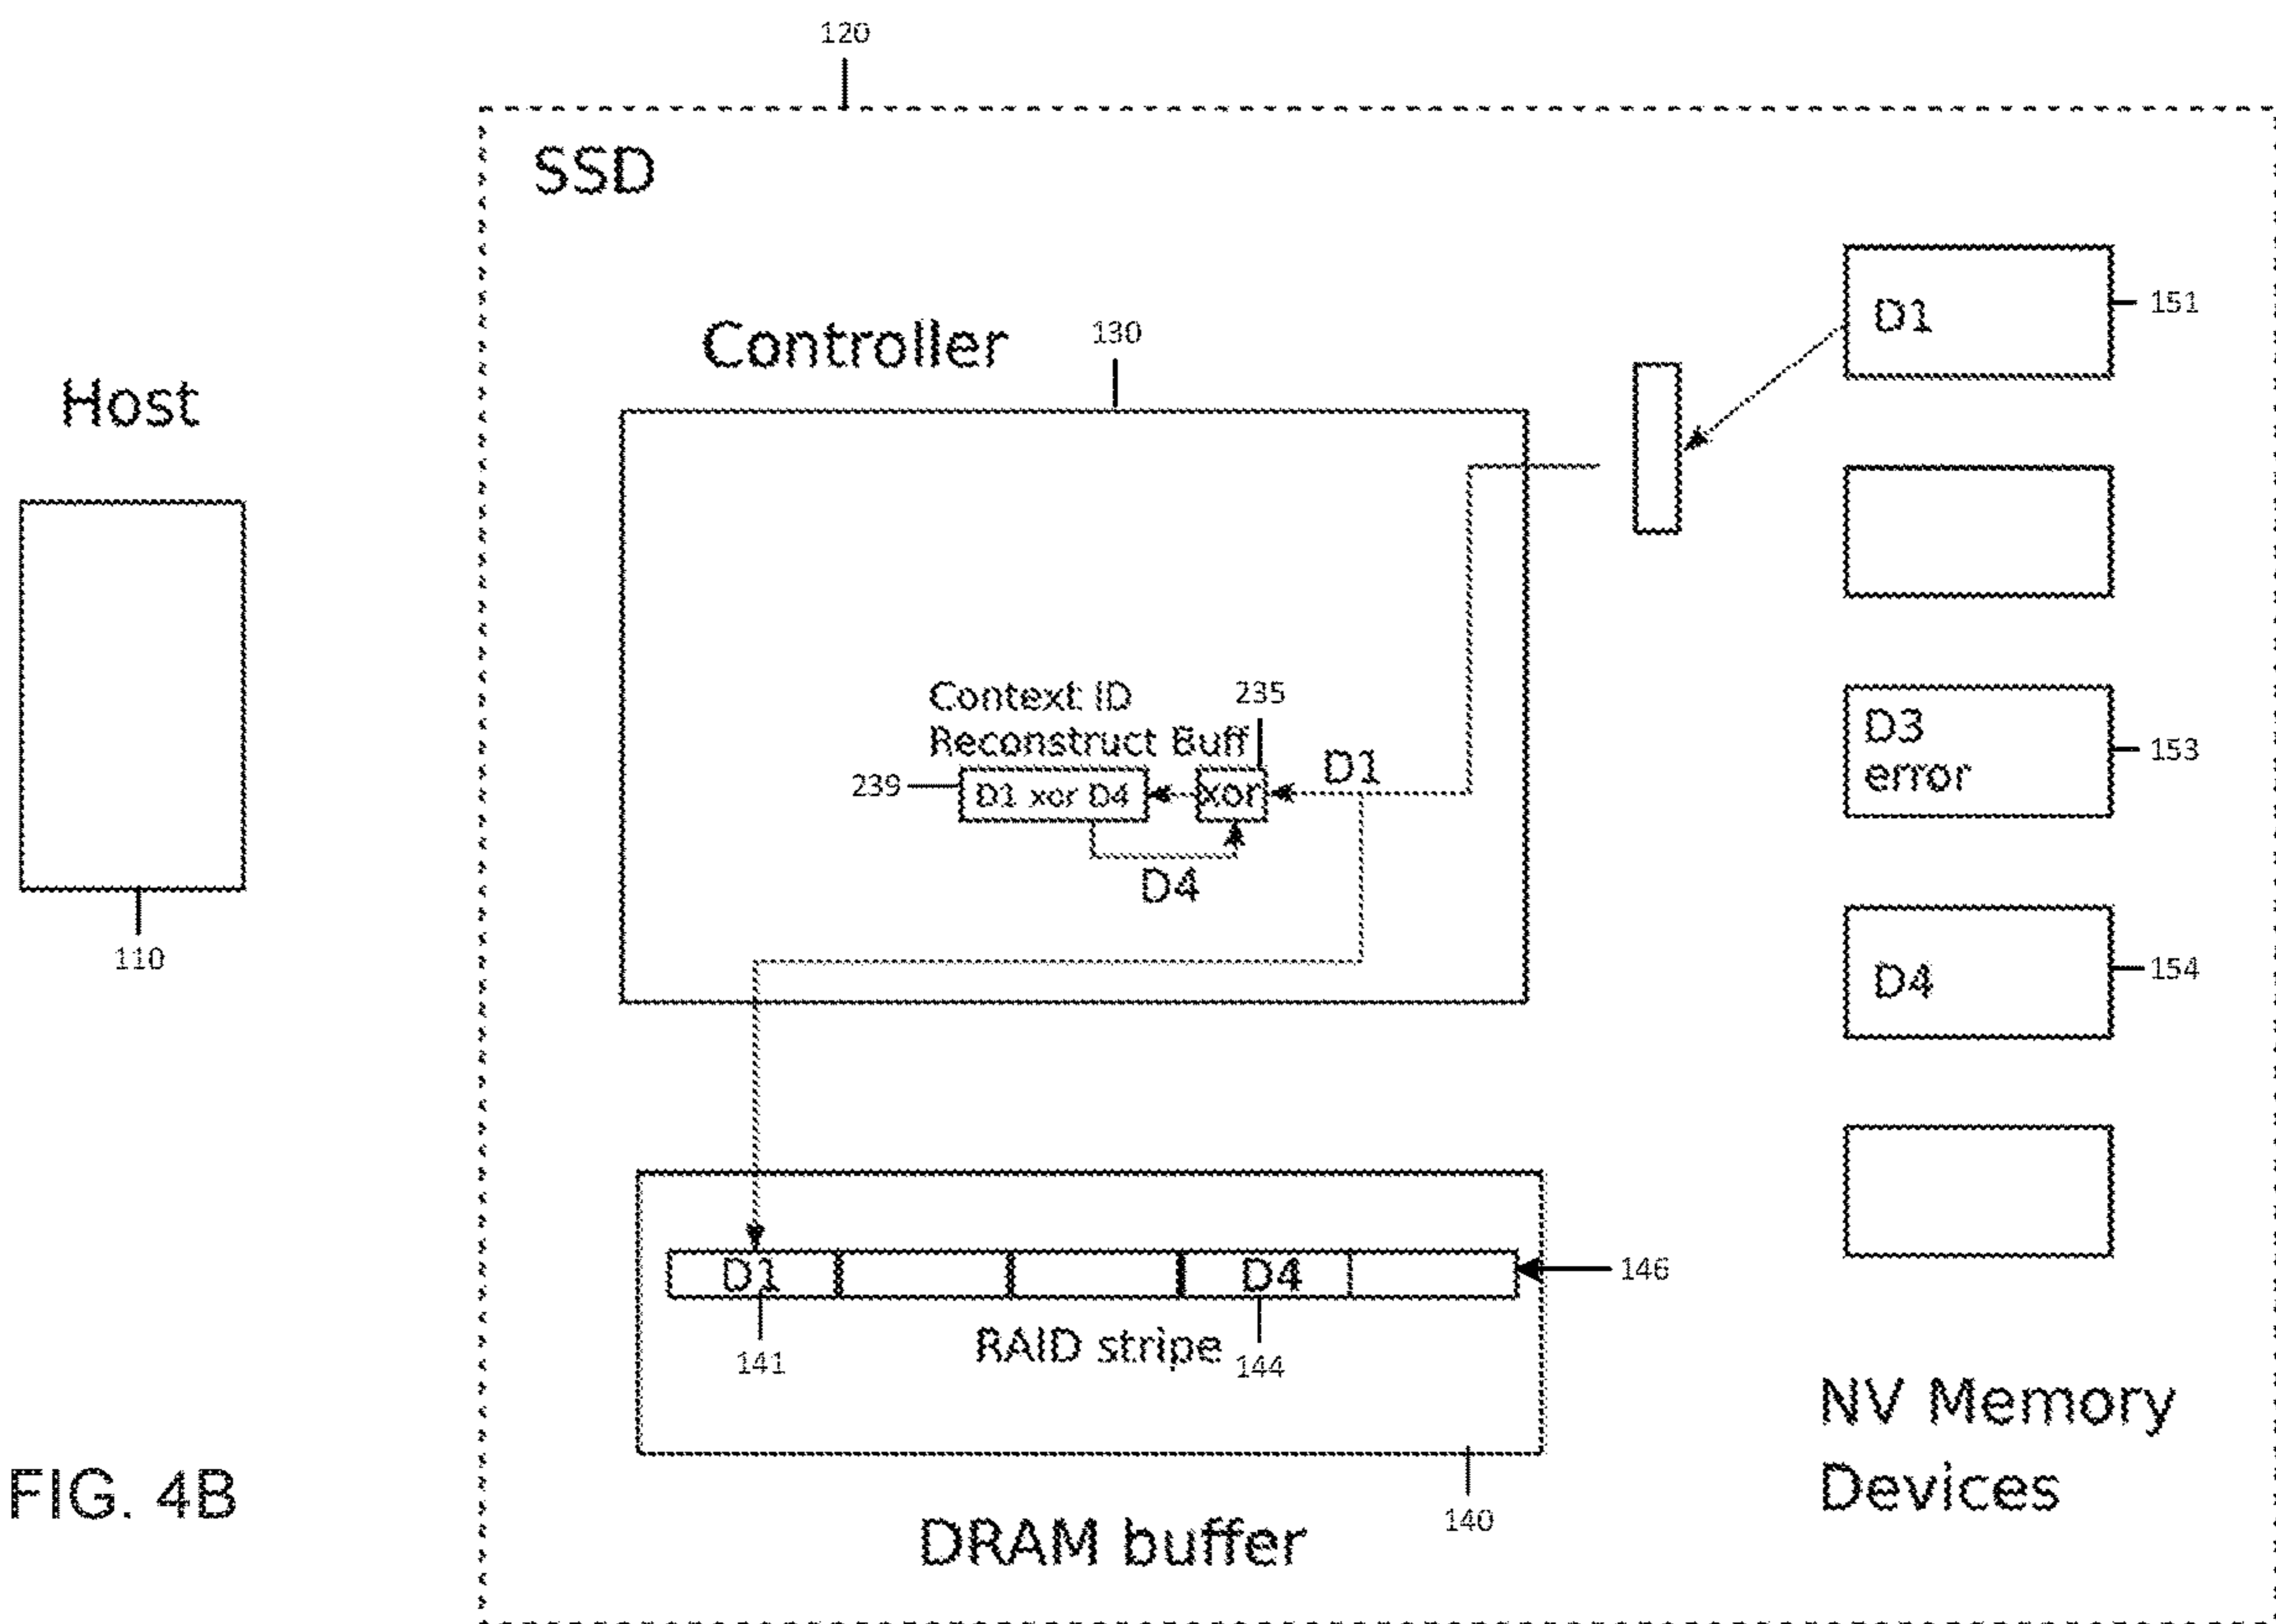 120
SSD
D1
151
Controller
130
Host
Context ID
Reconstruct Buff
235
D3
error
153
D1
239
D1 xor D4
xor
D4
110
D4
154
D1
D4
146
141
RAID stripe
144
NV Memory
Devices
FIG. 4B
140
DRAM buffer